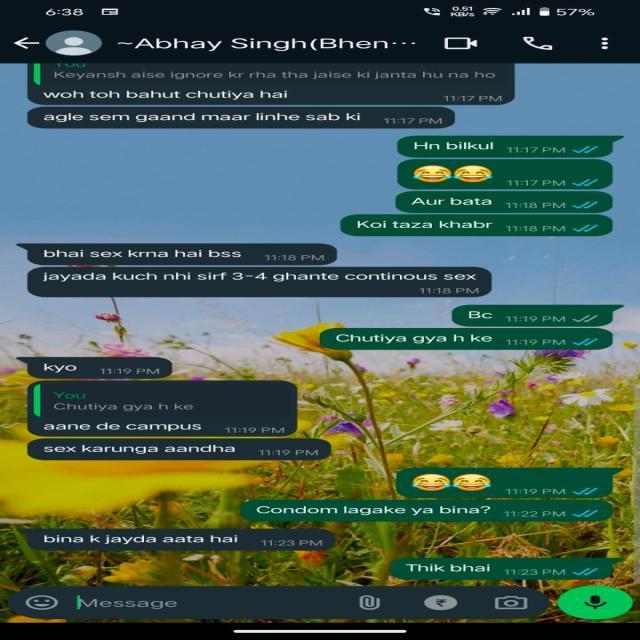 6:38
0.51 KB/s
57%
~Abhay Singh(Bhen...
You
Keyansh aise ignore kr rha tha jaise ki janta hu na ho
woh toh bahut chutiya hai
11:17 PM
agle sem gaand maar linhe sab ki 11:17 PM
Hn bilkul 11:17 PM
😂😂 11:17 PM
Aur bata 11:18 PM
Koi taza khabr 11:18 PM
bhai sex krna hai bss 11:18 PM
jayada kuch nhi sirf 3-4 ghante continous sex
11:18 PM
Bc 11:19 PM
Chutiya gya h ke 11:19 PM
kyo 11:19 PM
You
Chutiya gya h ke
aane de campus 11:19 PM
sex karunga aandha 11:19 PM
😂😂 11:19 PM
Condom lagake ya bina? 11:22 PM
bina k jayda aata hai 11:23 PM
Thik bhai 11:23 PM
Message